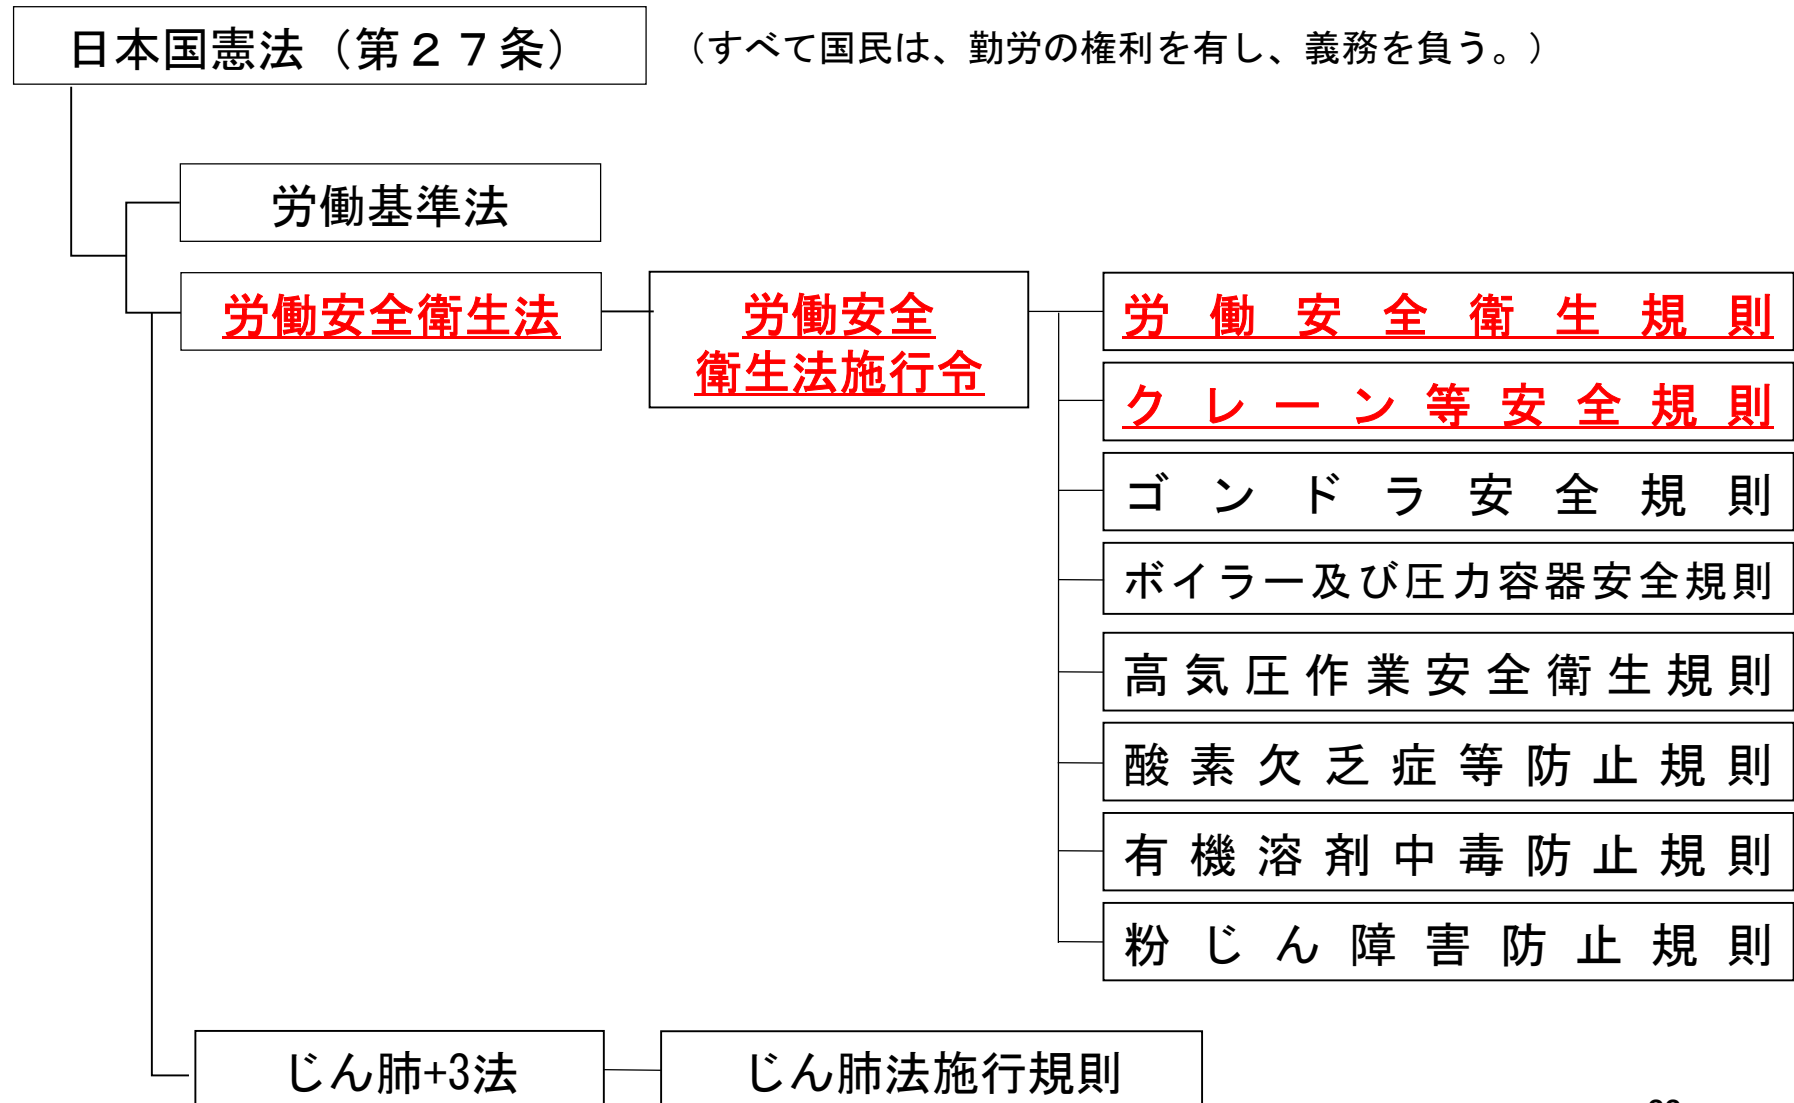 日本国憲法（第２７条）
（すべて国民は、勤労の権利を有し、義務を負う。）
労働基準法
労働安全衛生法
労働安全
衛生法施行令
労働安全衛生規則
クレーン等安全規則
ゴンドラ安全規則
ボイラー及び圧力容器安全規則
高気圧作業安全衛生規則
酸素欠乏症等防止規則
有機溶剤中毒防止規則
粉じん障害防止規則
じん肺+3法
じん肺法施行規則